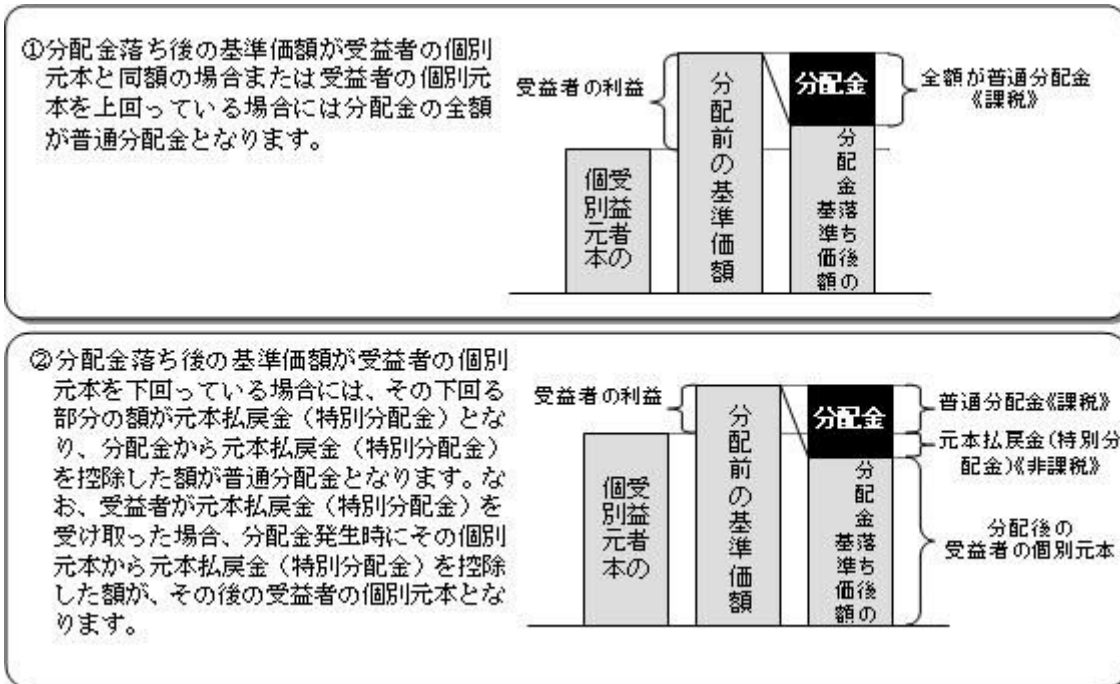 ①分配金落ち後の基準価額が受益者の個別
元本と同額の場合または受益者の個別元
本を上回っている場合には分配金の全額
が普通分配金となります。
受益者の利益
受益者の
個別元本
分配前の基準価額
分配金
分配金落ち後の
基準価額
全額が普通分配金
《課税》
②分配金落ち後の基準価額が受益者の個別
元本を下回っている場合には、その下回る
部分の額が元本払戻金（特別分配金）とな
り、分配金から元本払戻金（特別分配金）
を控除した額が普通分配金となります。な
お、受益者が元本払戻金（特別分配金）を
受け取った場合、分配金発生時にその個別
元本から元本払戻金（特別分配金）を控除
した額が、その後の受益者の個別元本とな
ります。
受益者の利益
受益者の
個別元本
分配前の基準価額
分配金
分配金落ち後の
基準価額
普通分配金《課税》
元本払戻金(特別分
配金)《非課税》
分配後の
受益者の個別元本